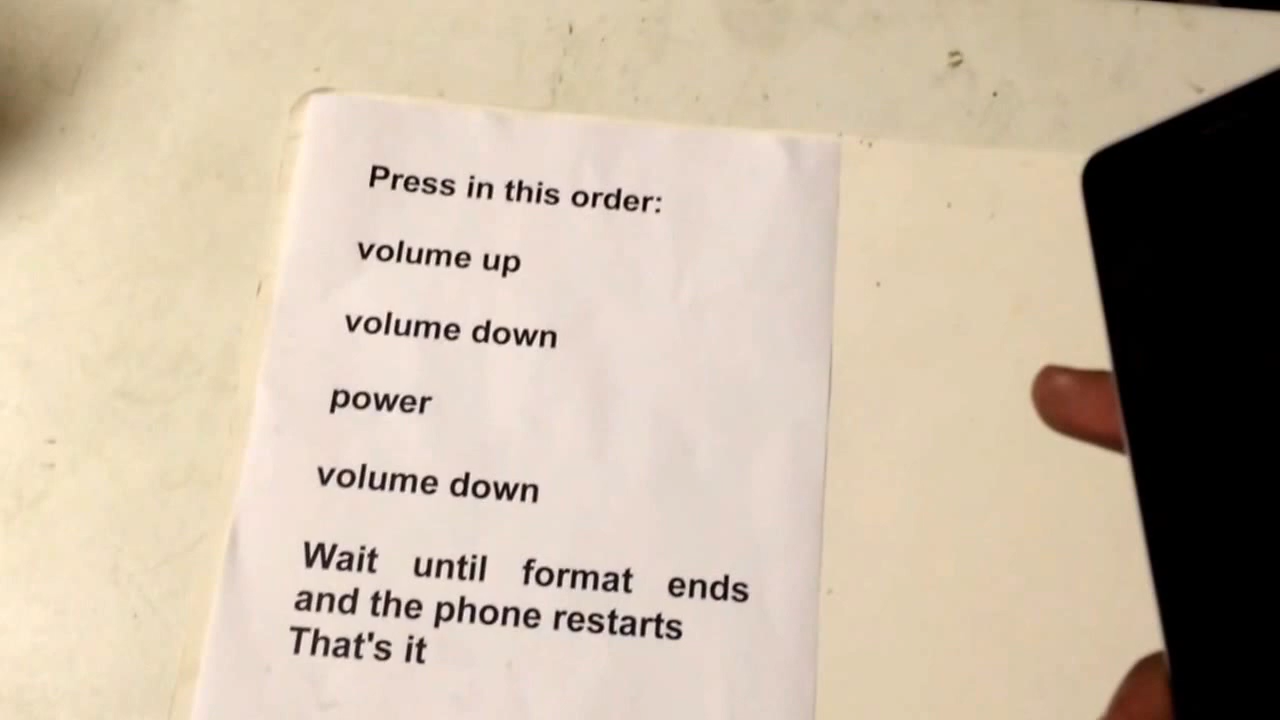 Press in this order:
volume up
volume down
power
volume down
Wait until format ends
and the phone restarts
That's it